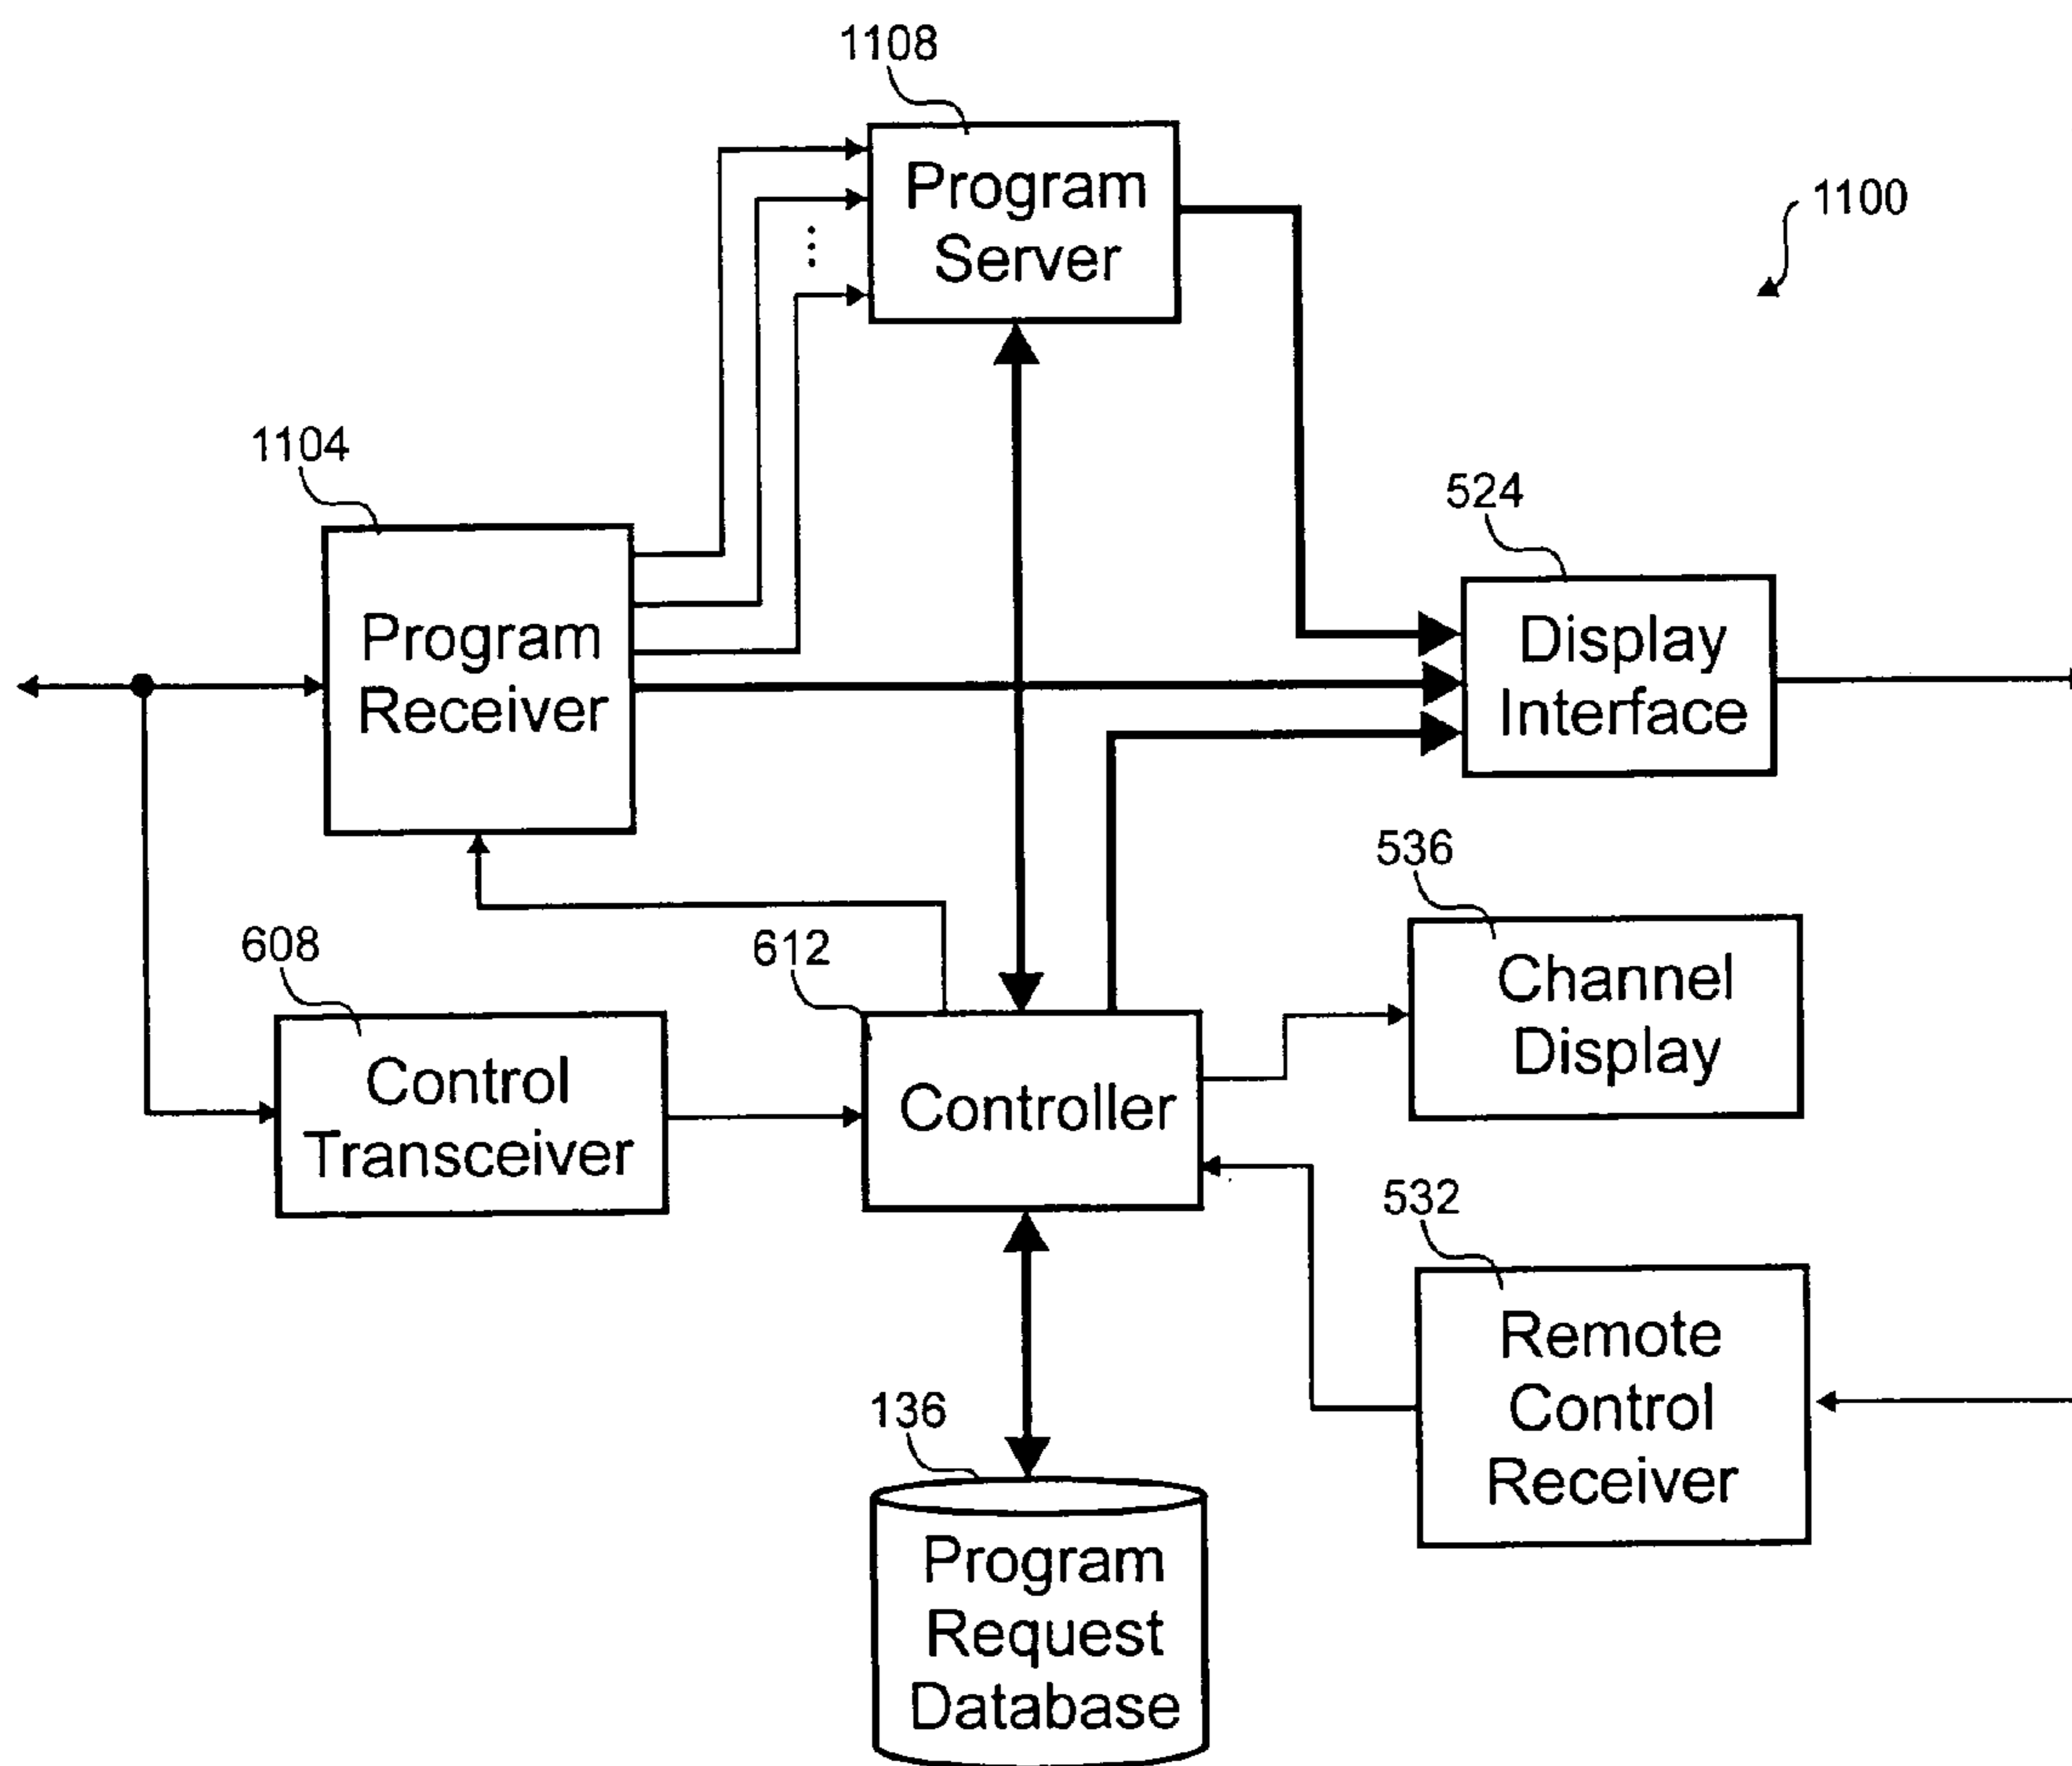 1108
Program
Server
1100
1104
Program
Receiver
524
Display
Interface
536
Channel
Display
608
Control
Transceiver
612
Controller
532
Remote
Control
Receiver
136
Program
Request
Database